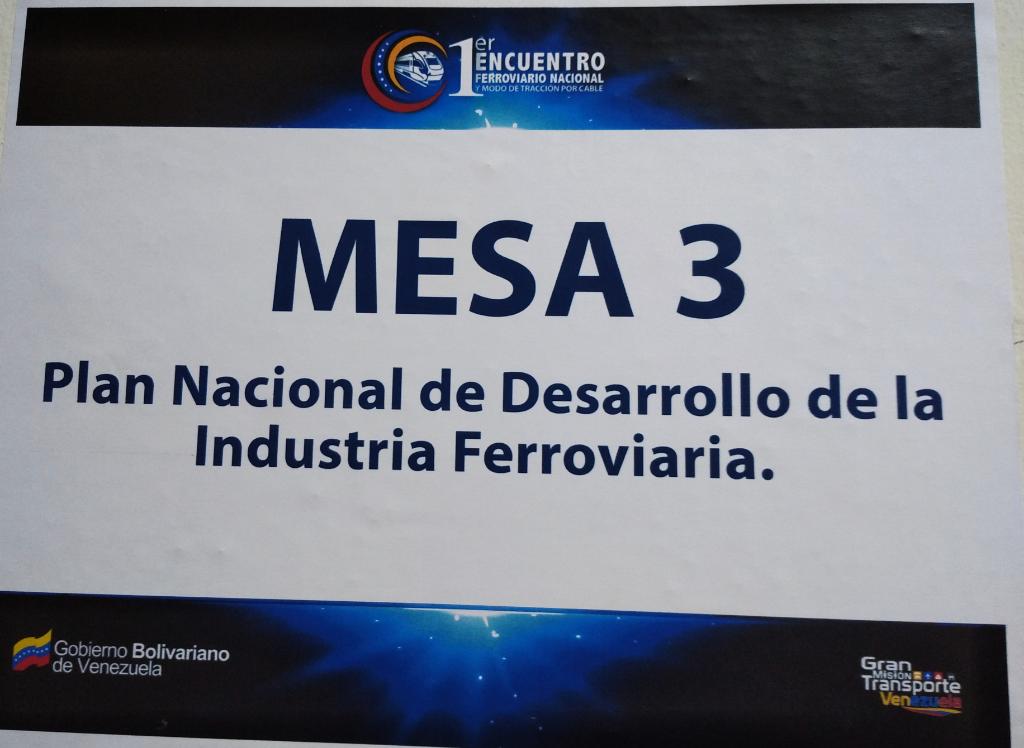 1er
ENCUENTRO
FERROVIARIO NACIONAL
Y MODO DE TRACCIÓN POR CABLE
MESA 3
Plan Nacional de Desarrollo de la
Industria Ferroviaria.
Gobierno Bolivariano
de Venezuela
Gran
MISIÓN
Transporte
Venezuela